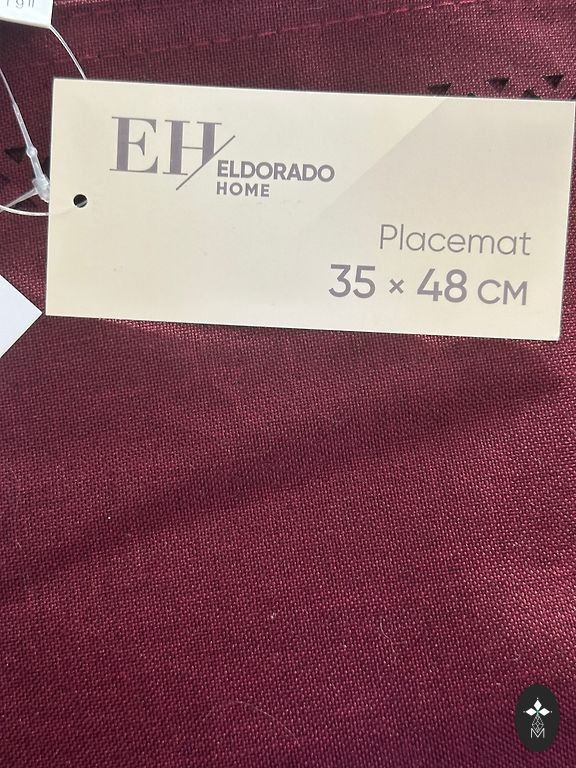 EH
ELDORADO
HOME
Placemat
35 × 48 CM
M